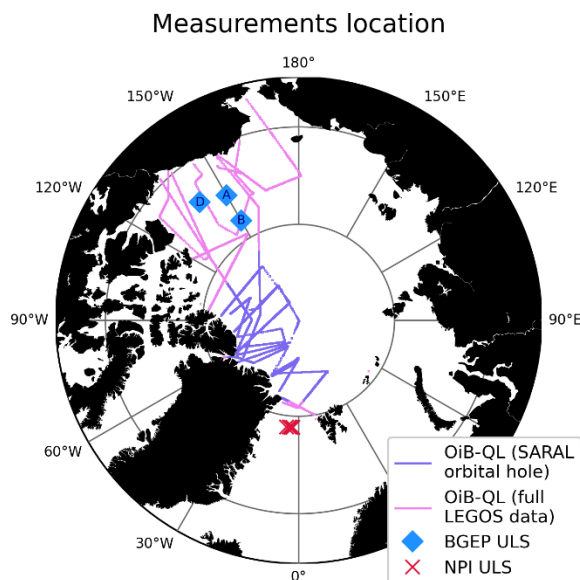 Measurements location
180°
150°W
150°E
120°W
120°E
D
A
B
90°W
90°E
60°W
30°W
0°
OiB-QL (SARAL
orbital hole)
OiB-QL (full
LEGOS data)
BGEP ULS
NPI ULS